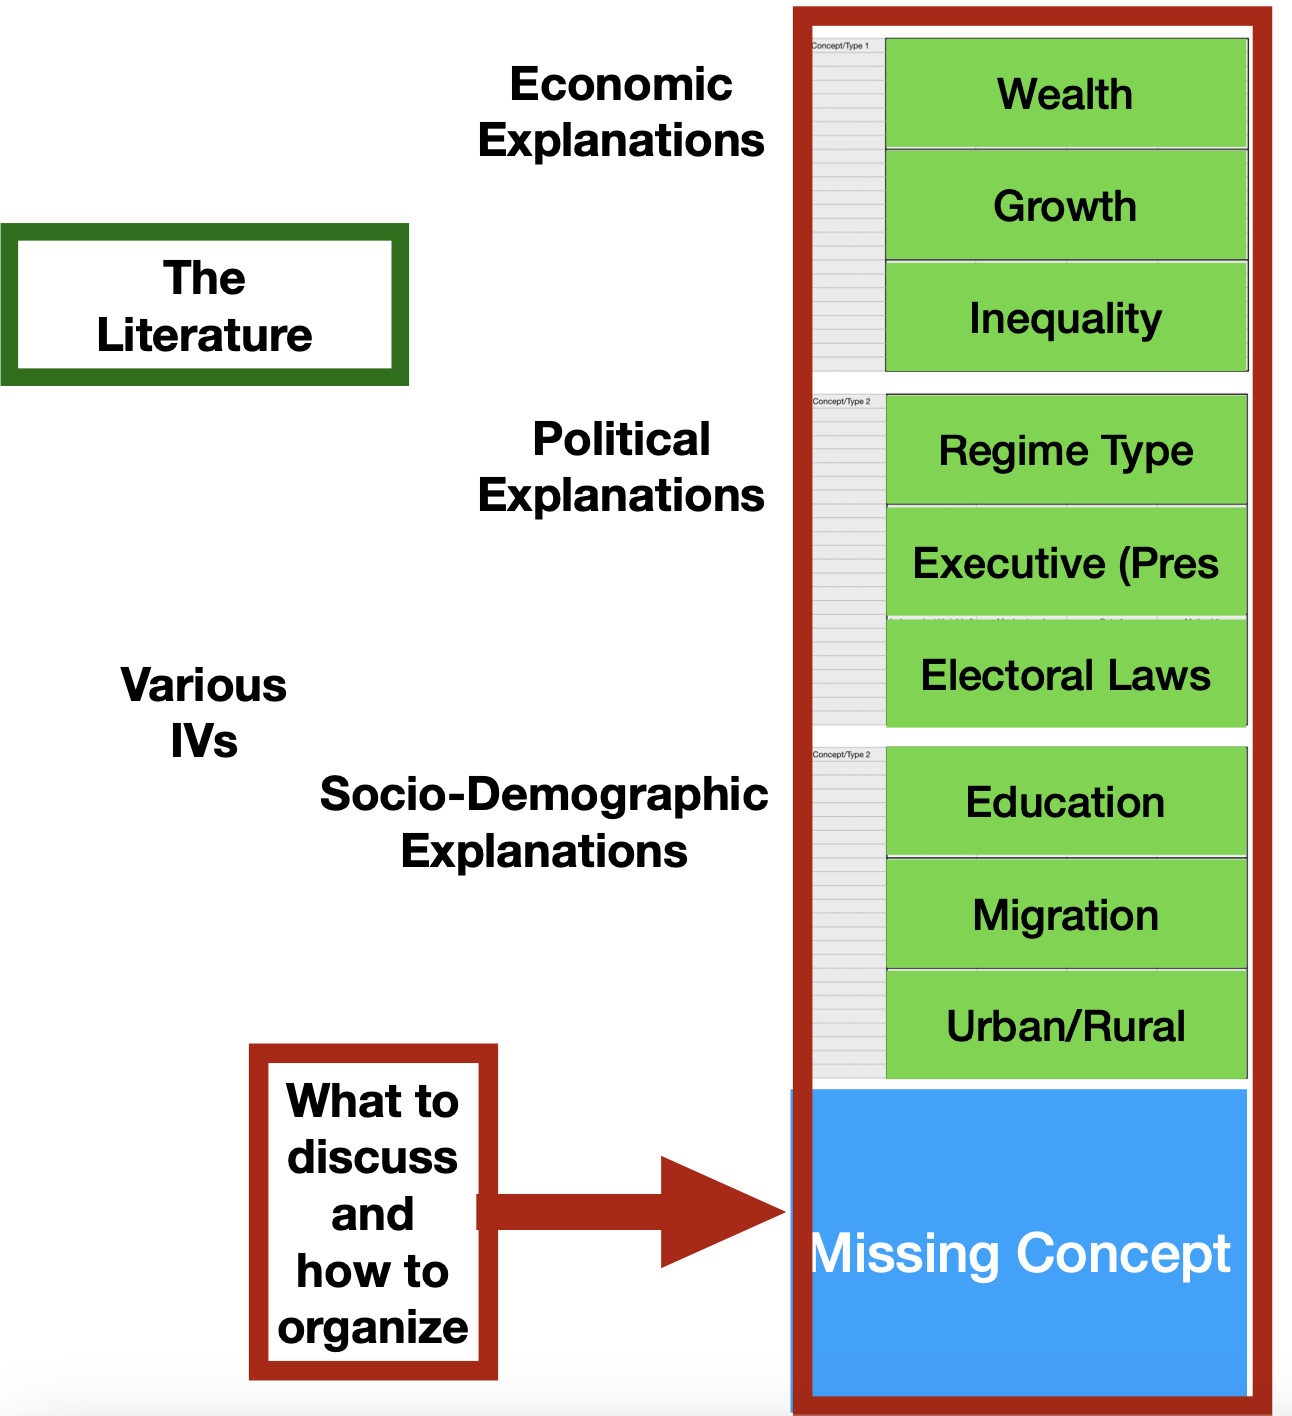 Economic
Explanations
Concept/Type 1
Wealth
Growth
Inequality
The
Literature
Political
Explanations
Concept/Type 2
Regime Type
Executive (Pres
Electoral Laws
Various
IVs
Socio-Demographic
Explanations
Concept/Type 2
Education
Migration
Urban/Rural
What to
discuss
and
how to
organize
Missing Concept